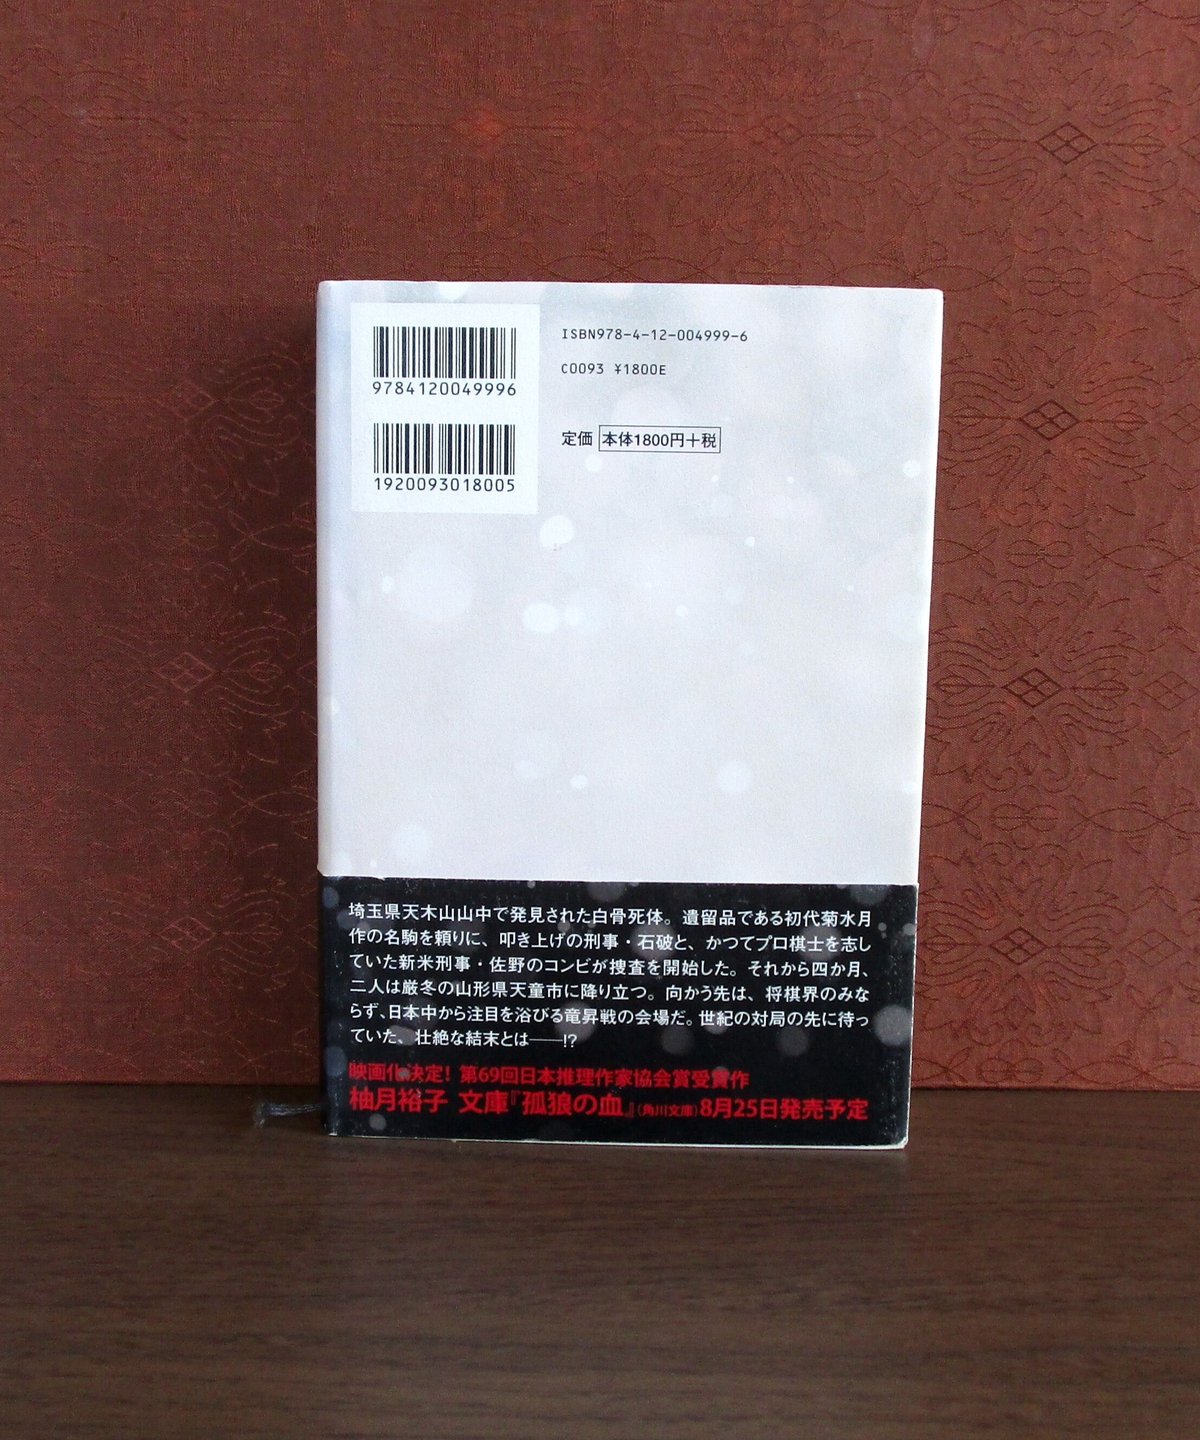 9784120049996
1920093018005
ISBN978-4-12-004999-6
C0093 ¥1800E
定価 本体1800円+税
埼玉県天木山山中で発見された白骨死体。遺留品である初代菊水月
作の名駒を頼りに、叩き上げの刑事・石破と、かつてプロ棋士を志し
ていた新米刑事・佐野のコンビが捜査を開始した。それから四か月、
二人は厳冬の山形県天童市に降り立つ。向かう先は、将棋界のみな
らず、日本中から注目を浴びる竜昇戦の会場だ。世紀の対局の先に待っ
ていた、壮絶な結末とは――!?
映画化決定! 第69回日本推理作家協会賞受賞作
柚月裕子 文庫『孤狼の血』(角川文庫)8月25日発売予定